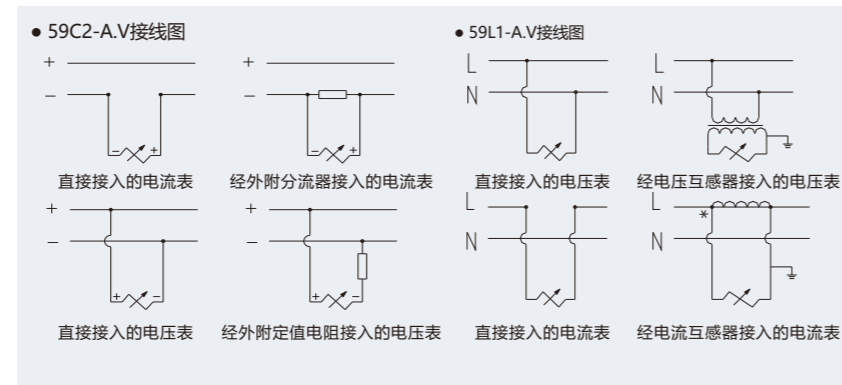 ● 59C2-A.V接线图
+
−
− +
直接接入的电流表
+
−
− +
经外附分流器接入的电流表
+
−
+ −
直接接入的电压表
+
−
+ −
经外附定值电阻接入的电压表
● 59L1-A.V接线图
L
N
直接接入的电压表
L
N
经电压互感器接入的电压表
L
N
直接接入的电流表
L
*
N
经电流互感器接入的电流表